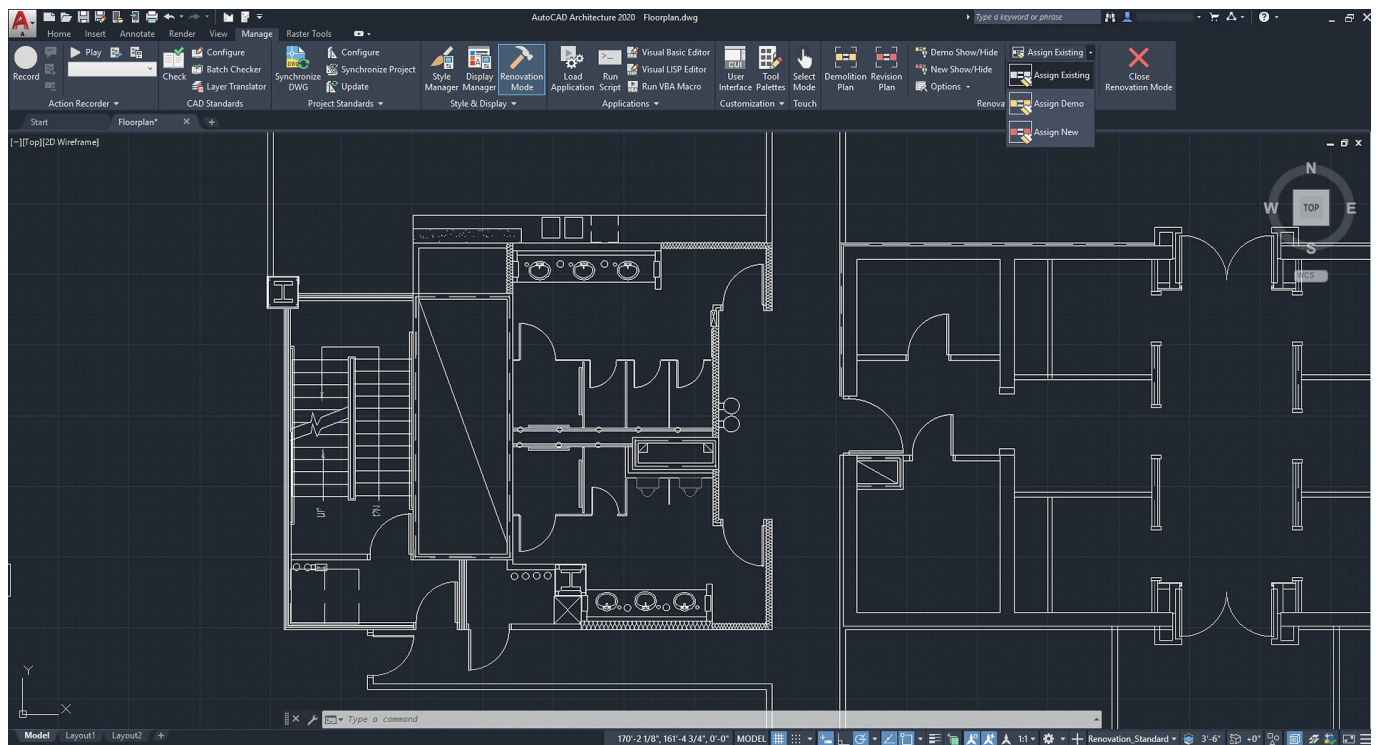 A AutoCAD Architecture 2020 Floorplan.dwg Type a keyword or phrase
Home Insert Annotate Render View Manage Raster Tools
Play Configure Configure Visual Basic Editor Demo Show/Hide Assign Existing
Batch Checker Synchronize Project Visual LISP Editor New Show/Hide Assign Existing
Record Check Layer Translator Synchronize DWG Update Style Manager Display Manager Renovation Mode Load Application Run Script Run VBA Macro CUI User Interface Tool Palettes Select Mode Demolition Plan Revision Plan Options Close Renovation Mode
Action Recorder CAD Standards Project Standards Style & Display Applications Customization Touch Renova Assign Demo
Start Floorplan* Assign New
[−][Top][2D Wireframe]
N
W TOP E
S
WCS
UP DN
Y
X
Type a command
Model Layout1 Layout2 + 170'-2 1/8", 161'-4 3/4", 0'-0" MODEL 1:1 Renovation_Standard 3'-6" +0"